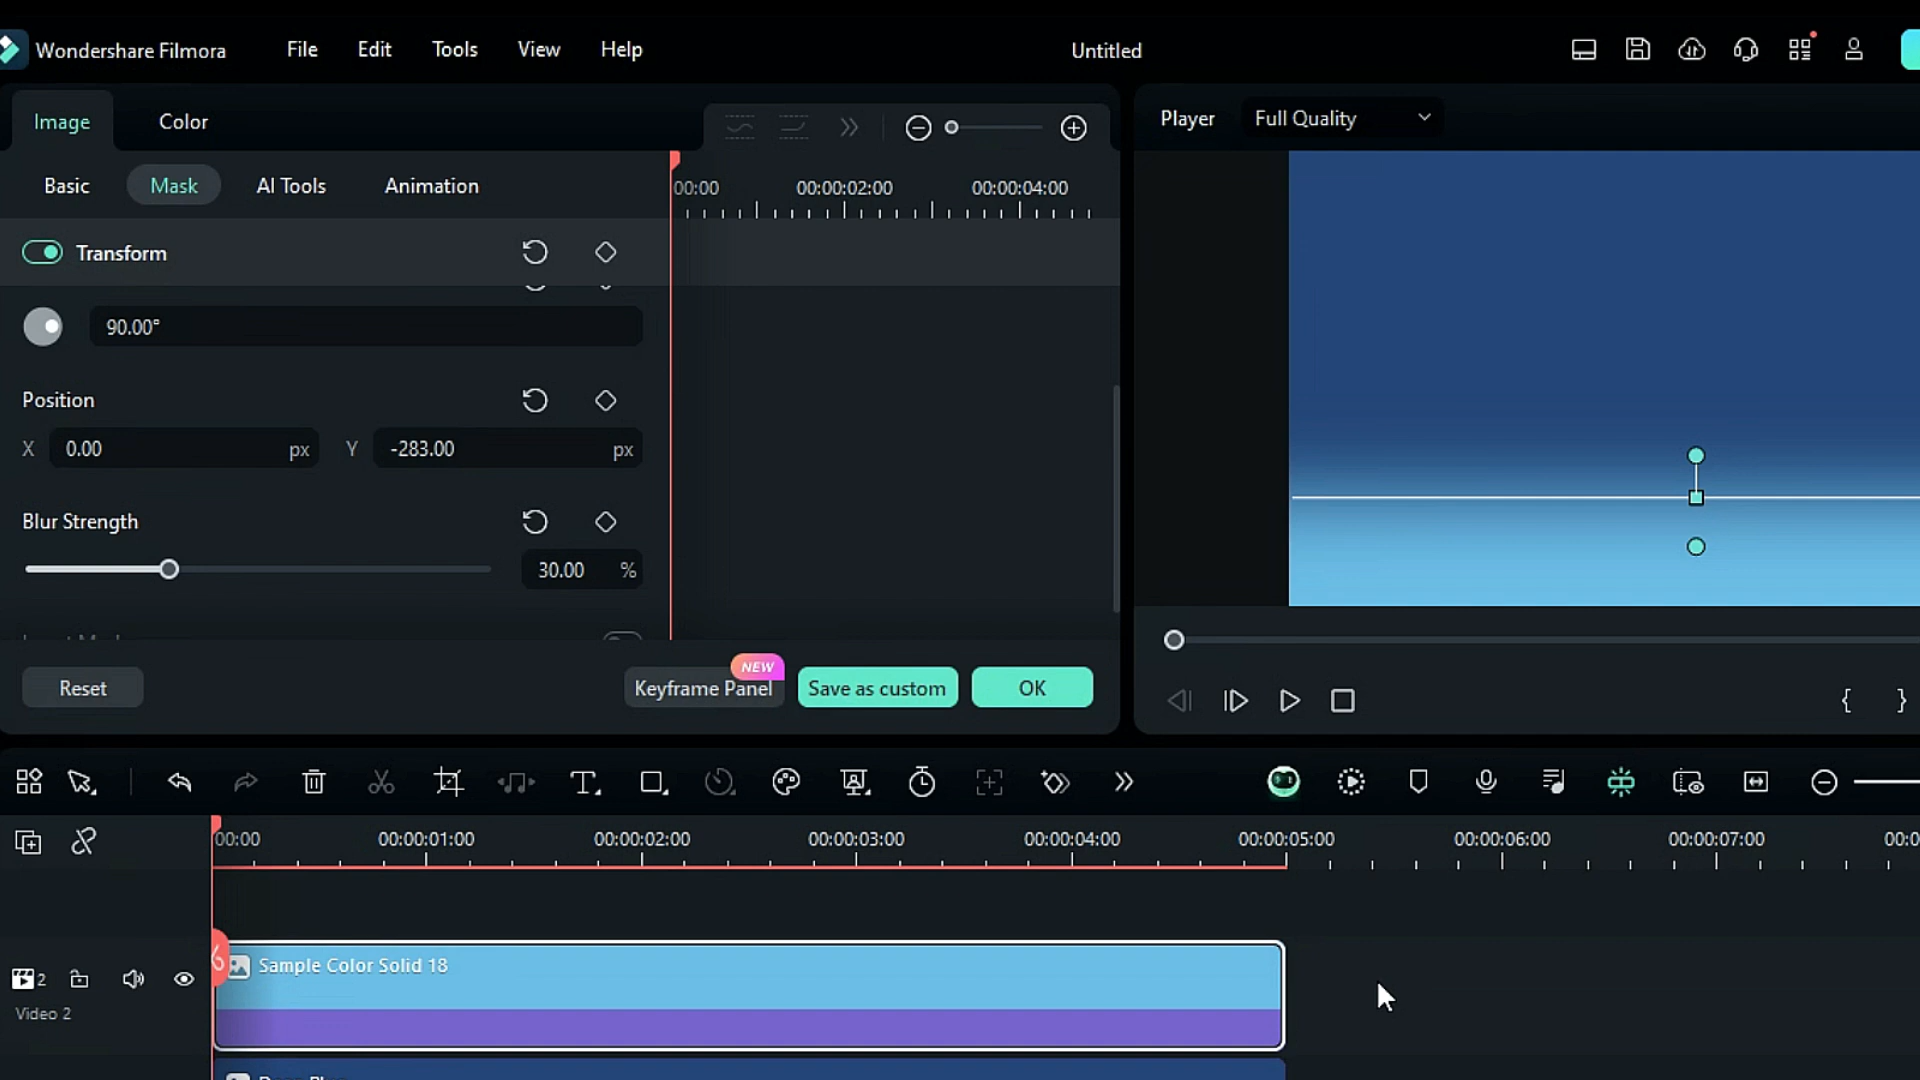 Wondershare Filmora File Edit Tools View Help Untitled
Image Color
Player Full Quality
Basic Mask AI Tools Animation
00:00 00:00:02:00 00:00:04:00
Transform
90.00°
Position
X 0.00 px Y -283.00 px
Blur Strength
30.00 %
NEW
Reset Keyframe Panel Save as custom OK
{ }
00:00 00:00:01:00 00:00:02:00 00:00:03:00 00:00:04:00 00:00:05:00 00:00:06:00 00:00:07:00 00:0
Sample Color Solid 18
2
Video 2